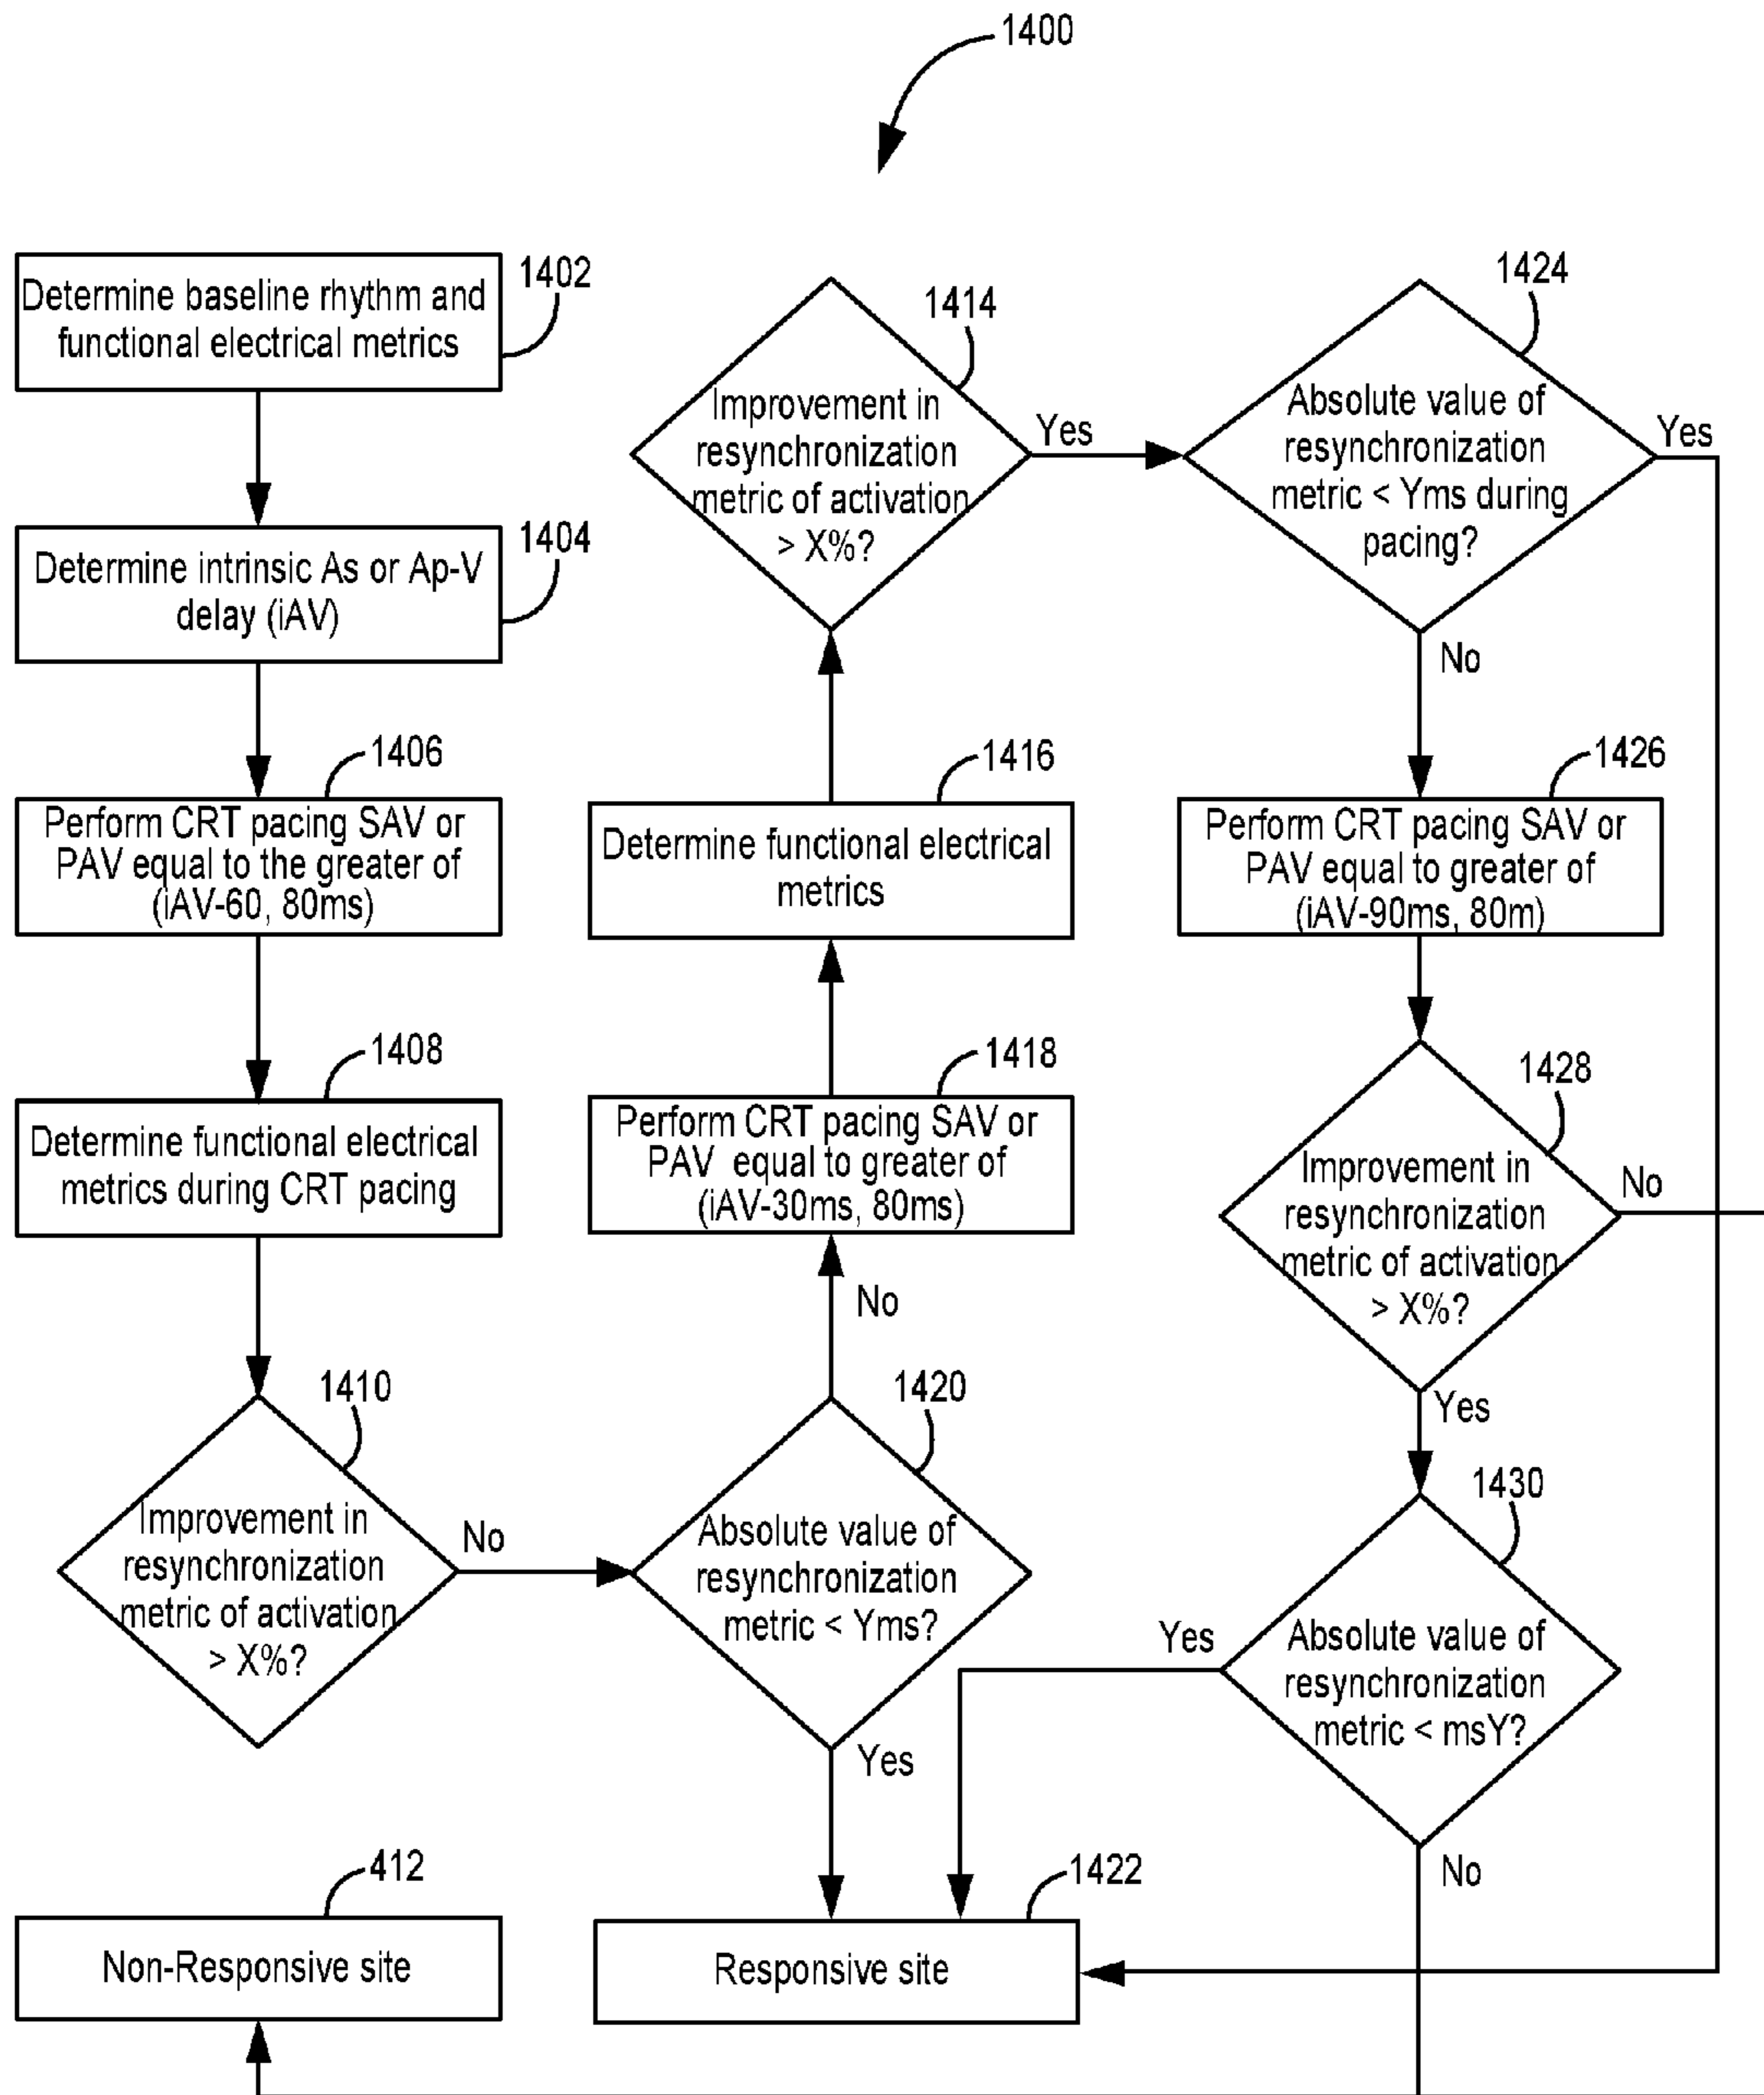 1400
Determine baseline rhythm and
functional electrical metrics
1402
Determine intrinsic As or Ap-V
delay (iAV)
1404
1406
Perform CRT pacing SAV or
PAV equal to the greater of
(iAV-60, 80ms)
1408
Determine functional electrical
metrics during CRT pacing
1410
Improvement in
resynchronization
metric of activation
> X%?
No
412
Non-Responsive site
1414
Improvement in
resynchronization
metric of activation
> X%?
Yes
1416
Determine functional electrical
metrics
1418
Perform CRT pacing SAV or
PAV equal to greater of
(iAV-30ms, 80ms)
No
1420
Absolute value of
resynchronization
metric < Yms?
Yes
1422
Responsive site
1424
Absolute value of
resynchronization
metric < Yms during
pacing?
Yes
No
1426
Perform CRT pacing SAV or
PAV equal to greater of
(iAV-90ms, 80m)
1428
Improvement in
resynchronization
metric of activation
> X%?
No
Yes
1430
Absolute value of
resynchronization
metric < msY?
Yes
No